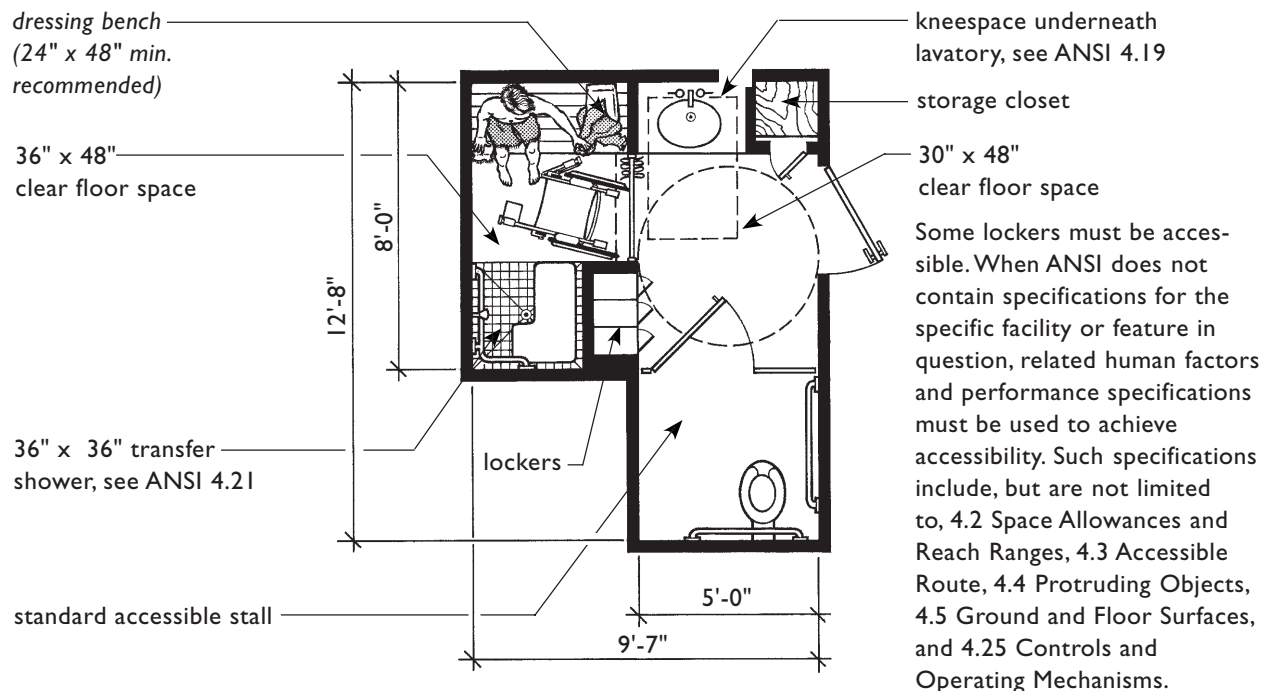 dressing bench
(24" x 48" min.
recommended)
36" x 48"
clear floor space
12'-8"
8'-0"
36" x 36" transfer
shower, see ANSI 4.21
lockers
standard accessible stall
5'-0"
9'-7"
kneespace underneath
lavatory, see ANSI 4.19
storage closet
30" x 48"
clear floor space
Some lockers must be acces-
sible. When ANSI does not
contain specifications for the
specific facility or feature in
question, related human factors
and performance specifications
must be used to achieve
accessibility. Such specifications
include, but are not limited
to, 4.2 Space Allowances and
Reach Ranges, 4.3 Accessible
Route, 4.4 Protruding Objects,
4.5 Ground and Floor Surfaces,
and 4.25 Controls and
Operating Mechanisms.